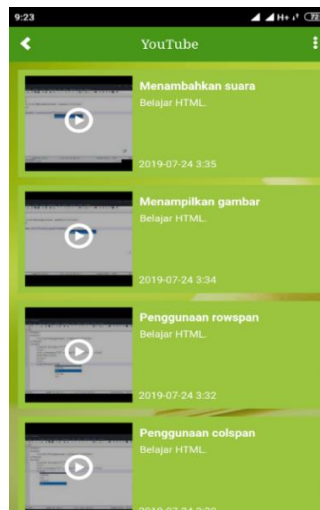 9:23
H+
72
YouTube
Menambahkan suara
Belajar HTML.
2019-07-24 3:35
Menampilkan gambar
Belajar HTML.
2019-07-24 3:34
Penggunaan rowspan
Belajar HTML.
2019-07-24 3:32
Penggunaan colspan
Belajar HTML.